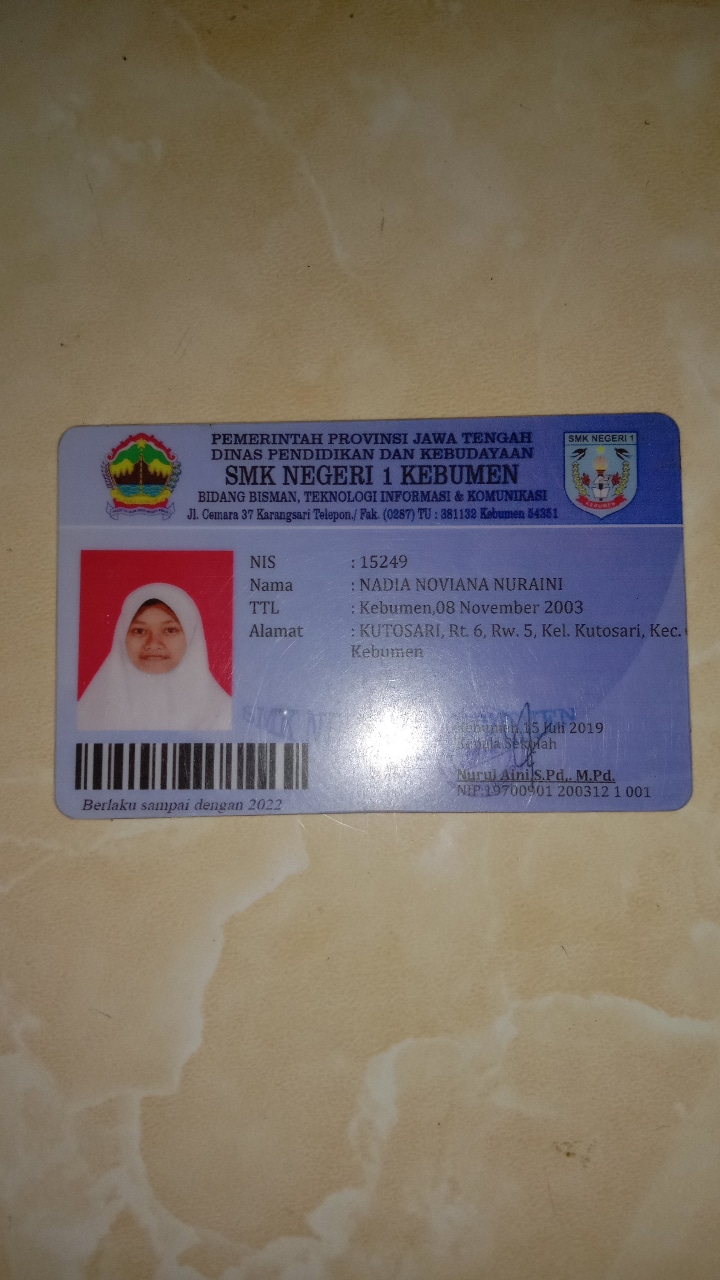 PEMERINTAH PROVINSI JAWA TENGAH
DINAS PENDIDIKAN DAN KEBUDAYAAN
SMK NEGERI 1 KEBUMEN
BIDANG BISMAN, TEKNOLOGI INFORMASI & KOMUNIKASI
Jl. Cemara 37 Karangsari Telepon./ Fak. (0287) TU : 381132 Kebumen 54351
SMK NEGERI 1
KEBUMEN
NIS : 15249
Nama : NADIA NOVIANA NURAINI
TTL : Kebumen,08 November 2003
Alamat : KUTOSARI, Rt. 6, Rw. 5, Kel. Kutosari, Kec.
Kebumen
SMK
Kebumen,15 Juli 2019
Kepala Sekolah
Nurul Aini S.Pd,. M.Pd.
NIP:19700901 200312 1 001
Berlaku sampai dengan 2022